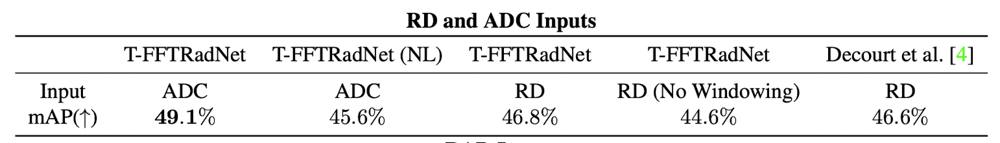 RD and ADC Inputs
T-FFTRadNet T-FFTRadNet (NL) T-FFTRadNet T-FFTRadNet Decourt et al. [4]
Input ADC ADC RD RD (No Windowing) RD
mAP(↑) 49.1% 45.6% 46.8% 44.6% 46.6%